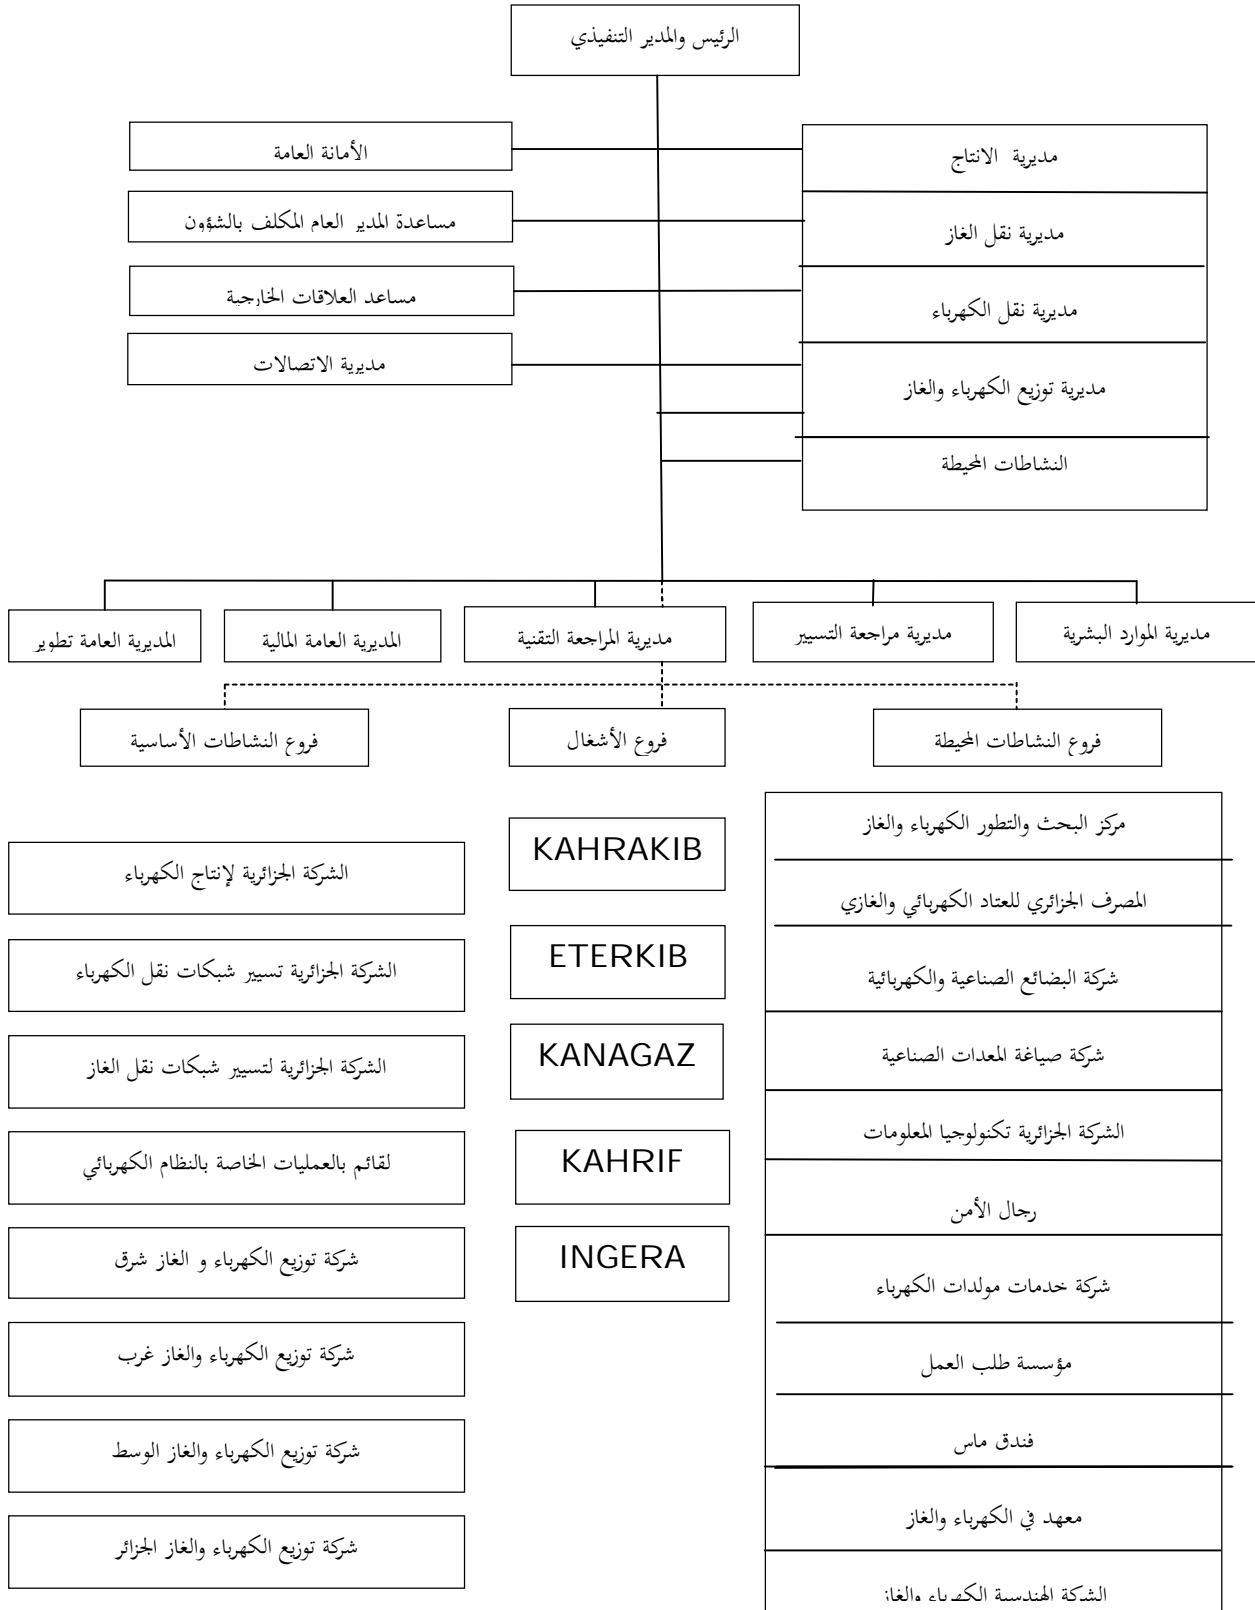 الرئيس والمدير التنفيذي
مديرية الانتاج
مديرية نقل الغاز
مديرية نقل الكهرباء
مديرية توزيع الكهرباء والغاز
النشاطات المحيطة
الأمانة العامة
مساعدة المدير العام المكلف بالشؤون
مساعد العلاقات الخارجية
مديرية الاتصالات
مديرية الموارد البشرية
مديرية مراجعة التسيير
مديرية المراجعة التقنية
المديرية العامة المالية
المديرية العامة تطوير
فروع النشاطات المحيطة
فروع الأشغال
فروع النشاطات الأساسية
مركز البحث والتطور الكهرباء والغاز
المصرف الجزائري للعتاد الكهربائي والغازي
شركة البضائع الصناعية والكهربائية
شركة صياغة المعدات الصناعية
الشركة الجزائرية تكنولوجيا المعلومات
رجال الأمن
شركة خدمات مولدات الكهرباء
مؤسسة طلب العمل
فندق ماس
معهد في الكهرباء والغاز
الشركة الهندسية الكهرباء والغاز
KAHRAKIB
ETERKIB
KANAGAZ
KAHRIF
INGERA
الشركة الجزائرية لإنتاج الكهرباء
الشركة الجزائرية تسيير شبكات نقل الكهرباء
الشركة الجزائرية لتسيير شبكات نقل الغاز
لقائم بالعمليات الخاصة بالنظام الكهربائي
شركة توزيع الكهرباء و الغاز شرق
شركة توزيع الكهرباء والغاز غرب
شركة توزيع الكهرباء والغاز الوسط
شركة توزيع الكهرباء والغاز الجزائر